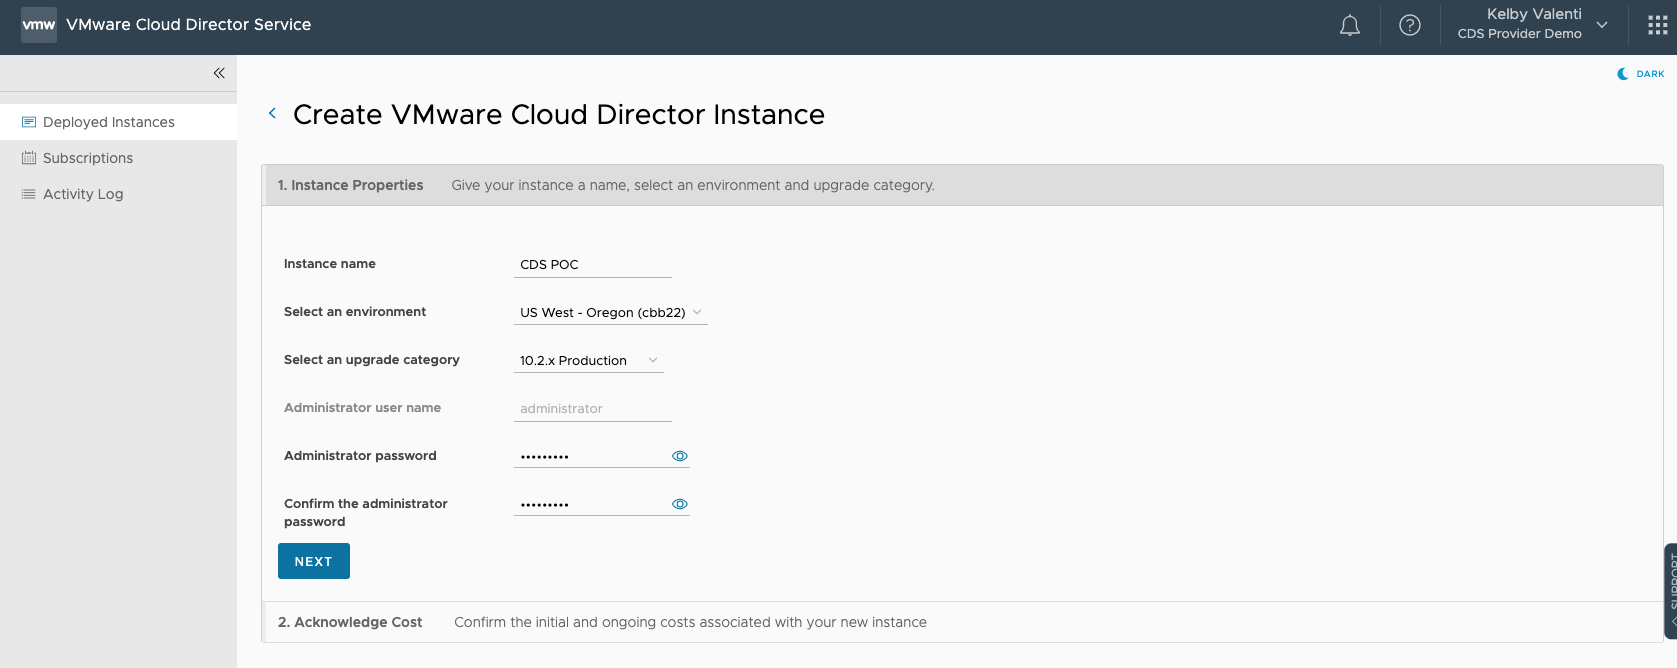 vmw VMware Cloud Director Service
Kelby Valenti
CDS Provider Demo
DARK
Deployed Instances
Subscriptions
Activity Log
Create VMware Cloud Director Instance
1. Instance Properties Give your instance a name, select an environment and upgrade category.
Instance name CDS POC
Select an environment US West - Oregon (cbb22)
Select an upgrade category 10.2.x Production
Administrator user name administrator
Administrator password •••••••••
Confirm the administrator •••••••••
password
NEXT
SUPPORT
2. Acknowledge Cost Confirm the initial and ongoing costs associated with your new instance